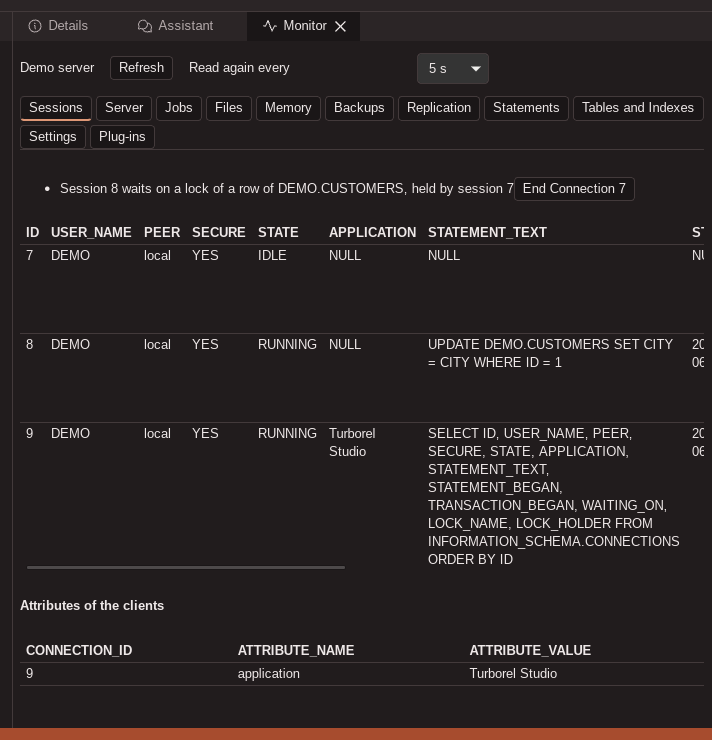 Details Assistant Monitor
Demo server Refresh Read again every 5 s
Sessions Server Jobs Files Memory Backups Replication Statements Tables and Indexes
Settings Plug-ins
• Session 8 waits on a lock of a row of DEMO.CUSTOMERS, held by session 7 End Connection 7
ID USER_NAME PEER SECURE STATE APPLICATION STATEMENT_TEXT
7 DEMO local YES IDLE NULL NULL
8 DEMO local YES RUNNING NULL UPDATE DEMO.CUSTOMERS SET CITY
= CITY WHERE ID = 1
9 DEMO local YES RUNNING Turborel SELECT ID, USER_NAME, PEER,
Studio SECURE, STATE, APPLICATION,
STATEMENT_TEXT,
STATEMENT_BEGAN,
TRANSACTION_BEGAN, WAITING_ON,
LOCK_NAME, LOCK_HOLDER FROM
INFORMATION_SCHEMA.CONNECTIONS
ORDER BY ID
Attributes of the clients
CONNECTION_ID ATTRIBUTE_NAME ATTRIBUTE_VALUE
9 application Turborel Studio